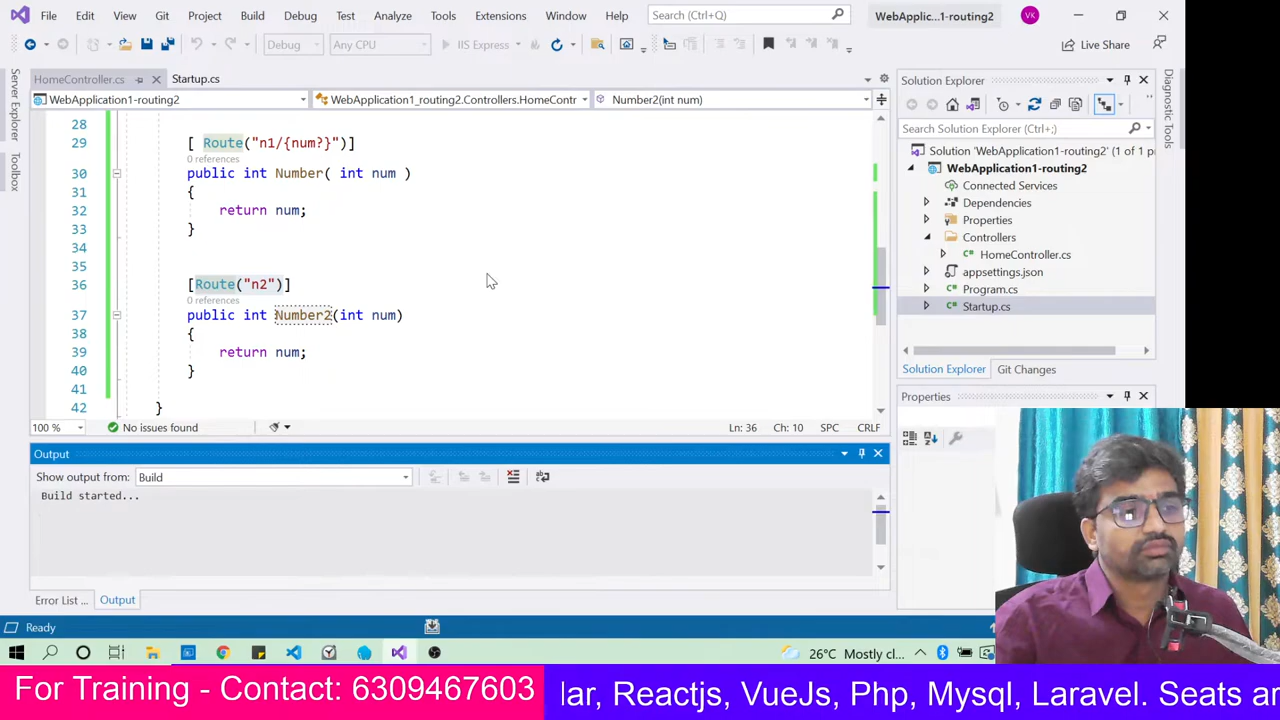 File Edit View Git Project Build Debug Test Analyze Tools Extensions Window Help Search (Ctrl+Q) WebApplic...1-routing2 VK
Debug Any CPU IIS Express Live Share
HomeController.cs Startup.cs
WebApplication1-routing2 WebApplication1_routing2.Controllers.HomeContr Number2(int num)
Server Explorer
Toolbox
28
29 [ Route("n1/{num?}")]
0 references
30 public int Number( int num )
31 {
32 return num;
33 }
34
35
36 [Route("n2")]
0 references
37 public int Number2(int num)
38 {
39 return num;
40 }
41
42 }
100 % No issues found Ln: 36 Ch: 10 SPC CRLF
Output
Show output from: Build
Build started...
Error List ... Output
Solution Explorer
Search Solution Explorer (Ctrl+;)
Solution 'WebApplication1-routing2' (1 of 1 p
WebApplication1-routing2
Connected Services
Dependencies
Properties
Controllers
HomeController.cs
appsettings.json
Program.cs
Startup.cs
Solution Explorer Git Changes
Properties
Diagnostic Tools
Ready
26°C Mostly cl...
For Training - Contact: 6309467603 lar, Reactjs, VueJs, Php, Mysql, Laravel. Seats a